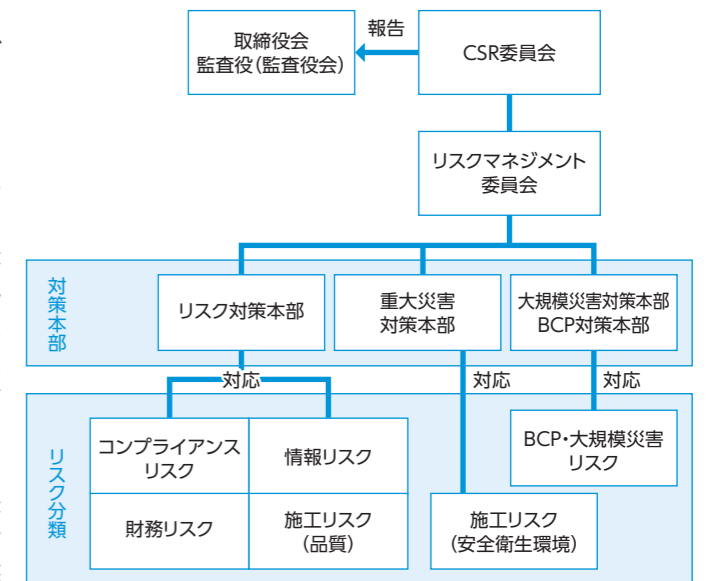 取締役会
監査役(監査役会)
報告
CSR委員会
リスクマネジメント
委員会
対策本部
リスク対策本部
重大災害
対策本部
大規模災害対策本部
BCP対策本部
対応
対応
対応
リスク分類
コンプライアンス
リスク
情報リスク
財務リスク
施工リスク
(品質)
施工リスク
(安全衛生環境)
BCP・大規模災害
リスク